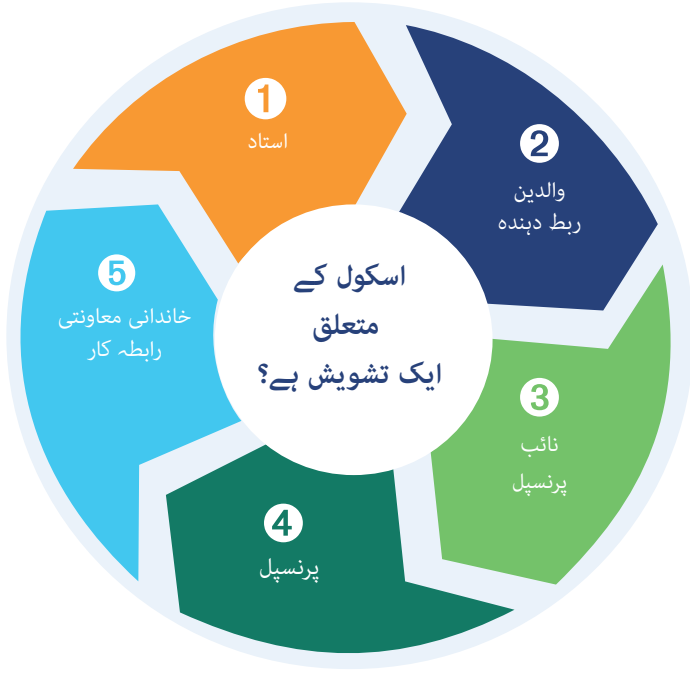 اسکول کے
متعلق
ایک تشویش ہے؟
1
استاد
2
والدین
ربط دہندہ
3
نائب
پرنسپل
4
پرنسپل
5
خاندانی معاونتی
رابطہ کار